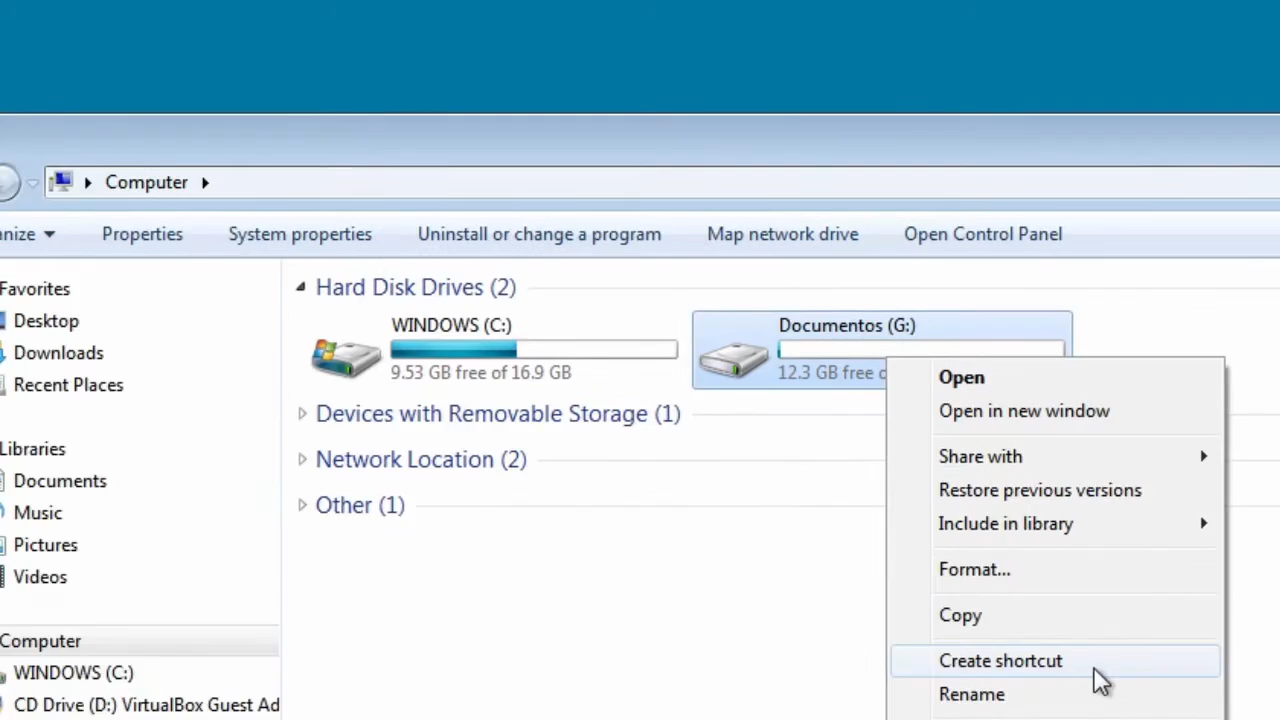 Computer
anize
Properties
System properties
Uninstall or change a program
Map network drive
Open Control Panel
Favorites
Desktop
Downloads
Recent Places
Libraries
Documents
Music
Pictures
Videos
Computer
WINDOWS (C:)
CD Drive (D:) VirtualBox Guest Ad
Hard Disk Drives (2)
WINDOWS (C:)
9.53 GB free of 16.9 GB
Documentos (G:)
12.3 GB free o
Devices with Removable Storage (1)
Network Location (2)
Other (1)
Open
Open in new window
Share with
Restore previous versions
Include in library
Format...
Copy
Create shortcut
Rename